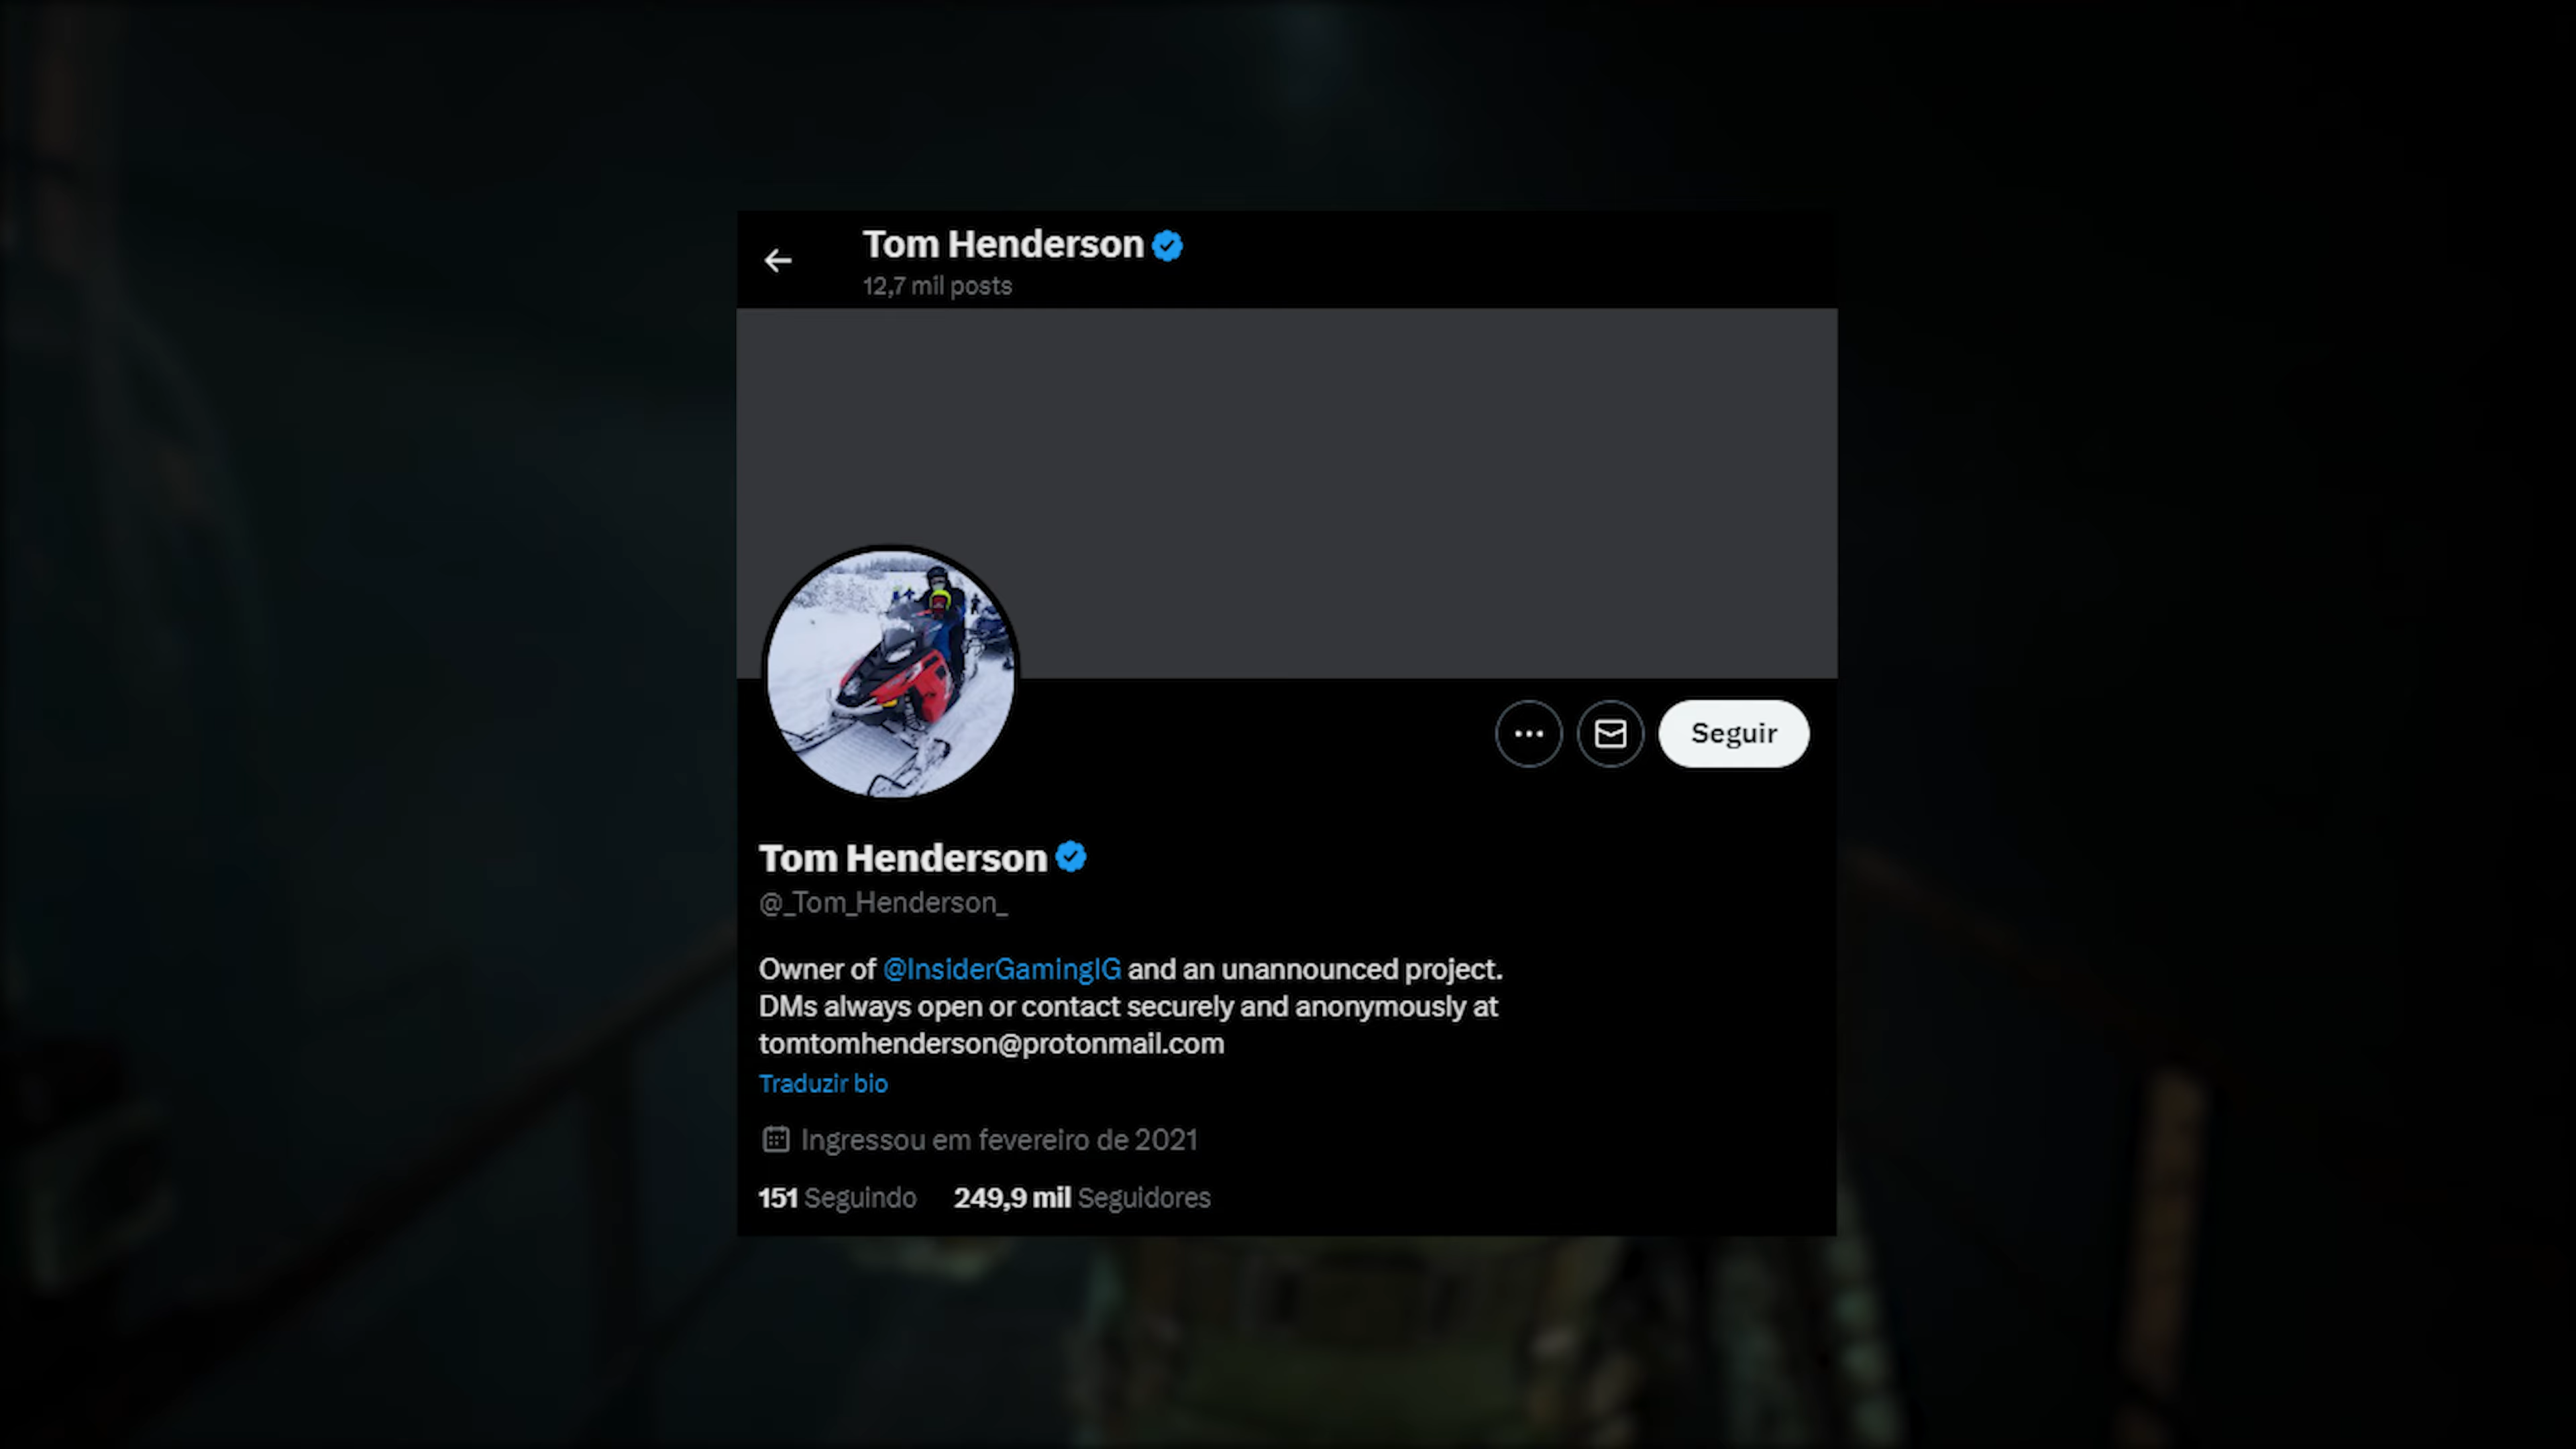 Tom Henderson
12,7 mil posts
Seguir
Tom Henderson
@_Tom_Henderson_
Owner of @InsiderGamingIG and an unannounced project.
DMs always open or contact securely and anonymously at
tomtomhenderson@protonmail.com
Traduzir bio
Ingressou em fevereiro de 2021
151 Seguindo 249,9 mil Seguidores